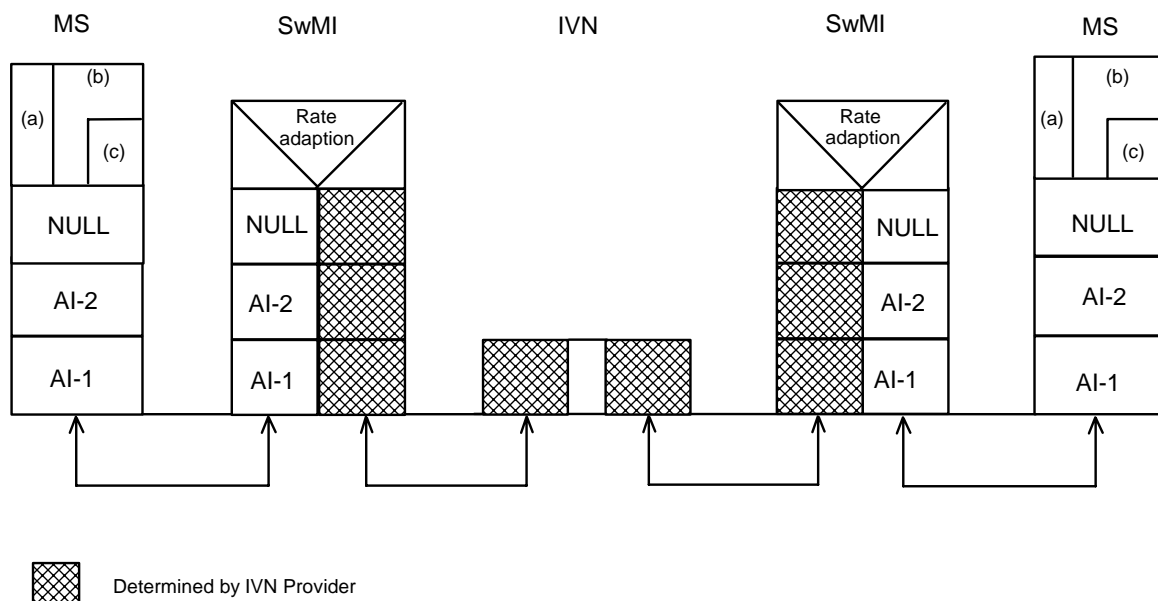 MS SwMI IVN SwMI MS
(b) (b)
(a) (a)
Rate
adaption
Rate
adaption
(c) (c)
NULL NULL NULL NULL
AI-2 AI-2 AI-2 AI-2
AI-1 AI-1 AI-1 AI-1
Determined by IVN Provider